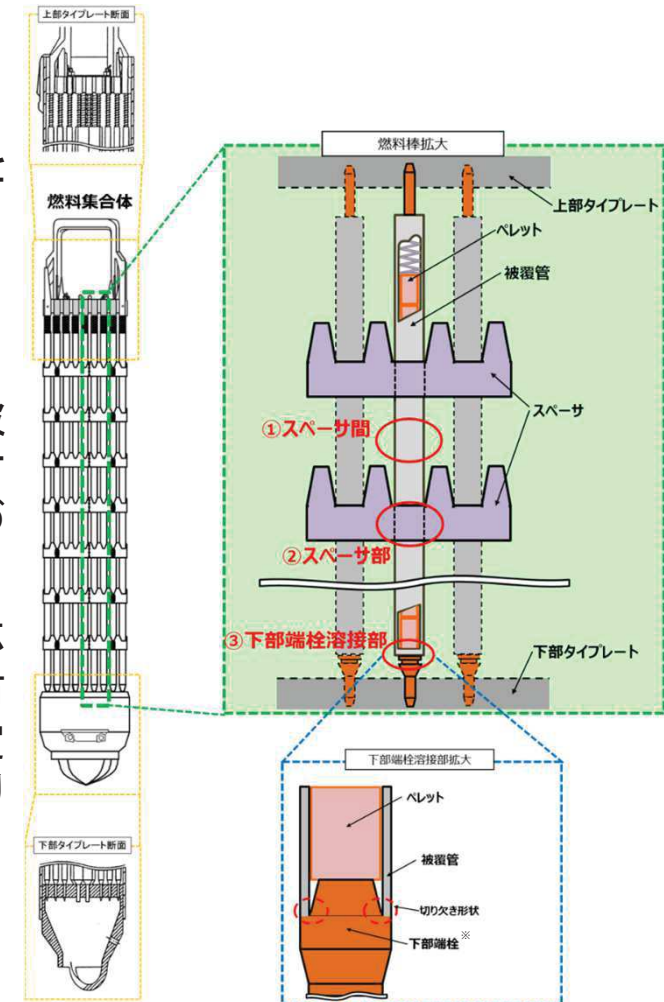 上部タイプレート断面
燃料集合体
燃料棒拡大
上部タイプレート
ペレット
被覆管
スペーサ
①スペーサ間
②スペーサ部
③下部端栓溶接部
下部タイプレート
下部タイプレート断面
下部端栓溶接部拡大
ペレット
被覆管
切り欠き形状
下部端栓※